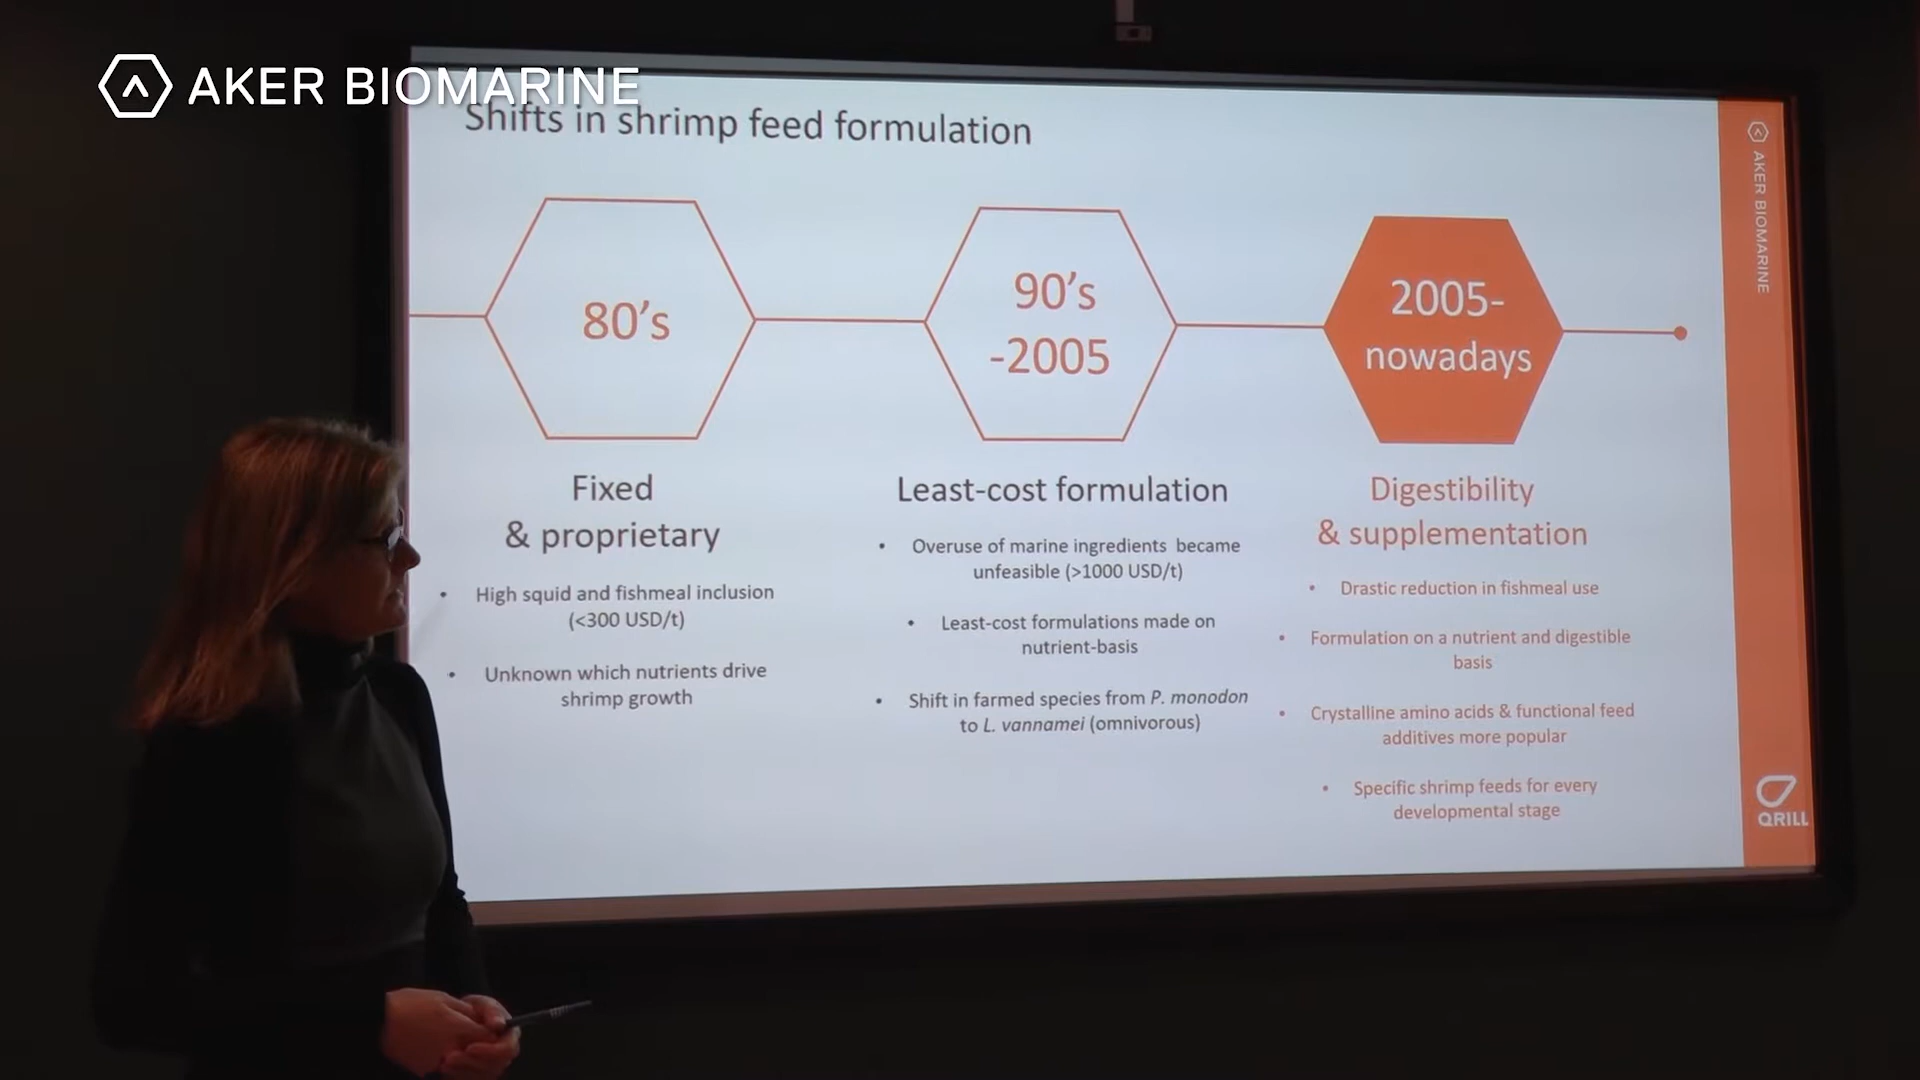 AKER BIOMARINE
Shifts in shrimp feed formulation
80’s
Fixed
& proprietary
• High squid and fishmeal inclusion
(<300 USD/t)
• Unknown which nutrients drive
shrimp growth
90’s
-2005
Least-cost formulation
• Overuse of marine ingredients became
unfeasible (>1000 USD/t)
• Least-cost formulations made on
nutrient-basis
• Shift in farmed species from P. monodon
to L. vannamei (omnivorous)
2005-
nowadays
Digestibility
& supplementation
• Drastic reduction in fishmeal use
• Formulation on a nutrient and digestible
basis
• Crystalline amino acids & functional feed
additives more popular
• Specific shrimp feeds for every
developmental stage
AKER BIOMARINE
QRILL